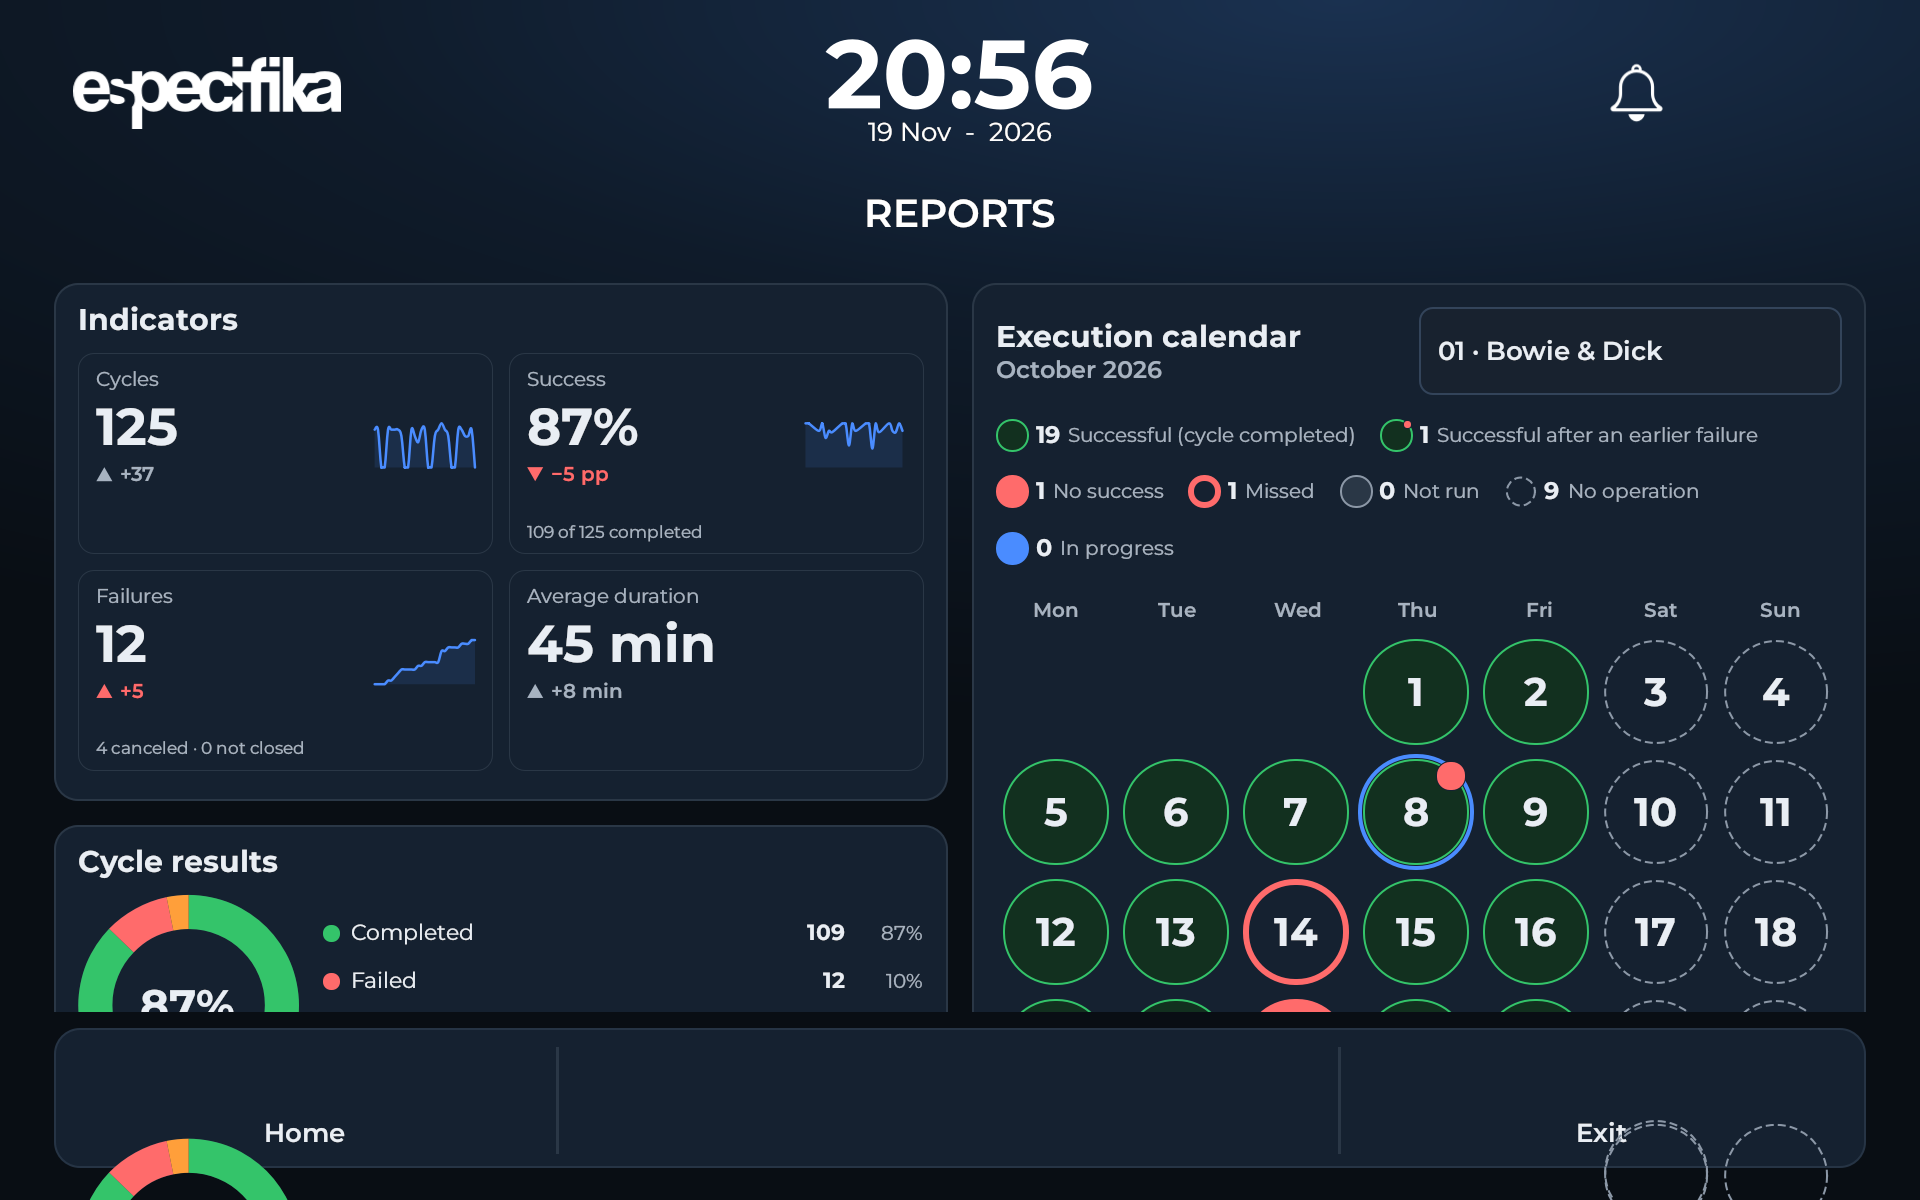 especifika
20:56
19 Nov - 2026
REPORTS
Indicators
Cycles
125
▲ +37
Success
87%
▼ −5 pp
109 of 125 completed
Failures
12
▲ +5
4 canceled · 0 not closed
Average duration
45 min
▲ +8 min
Cycle results
87%
Completed 109 87%
Failed 12 10%
Execution calendar
October 2026
01 · Bowie & Dick
19 Successful (cycle completed) 1 Successful after an earlier failure
1 No success 1 Missed 0 Not run 9 No operation
0 In progress
Mon Tue Wed Thu Fri Sat Sun
1 2 3 4
5 6 7 8 9 10 11
12 13 14 15 16 17 18
Home
Exit